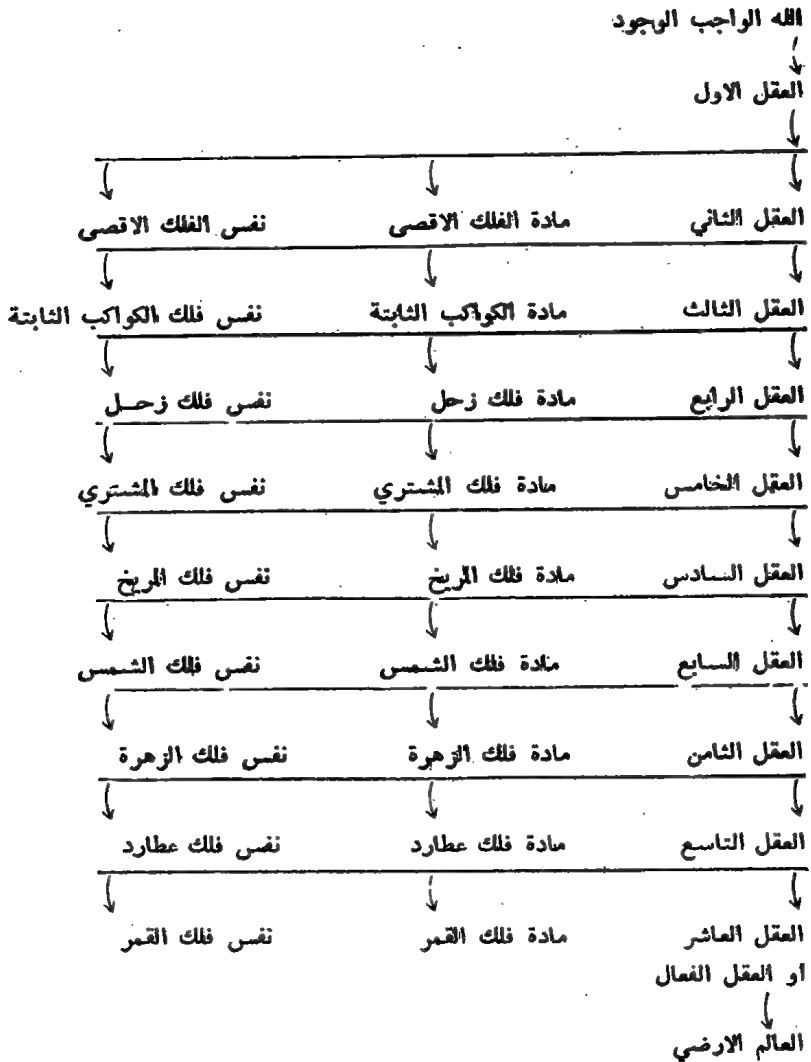 الله الواجب الوجود
العقل الاول
العقل الثاني مادة الفلك الاقصى نفس الفلك الاقصى
العقل الثالث مادة الكواكب الثابتة نفس فلك الكواكب الثابتة
العقل الرابع مادة فلك زحل نفس فلك زحـل
العقل الخامس مادة فلك المشتري نفس فلك المشتري
العقل السادس مادة فلك المريخ نفس فلك المريخ
العقل السابع مادة فلك الشمس نفس فلك الشمس
العقل الثامن مادة فلك الزهرة نفس فلك الزهرة
العقل التاسع مادة فلك عطارد نفس فلك عطارد
العقل العاشر مادة فلك القمر نفس فلك القمر
او العقل الفعال
العالم الارضي